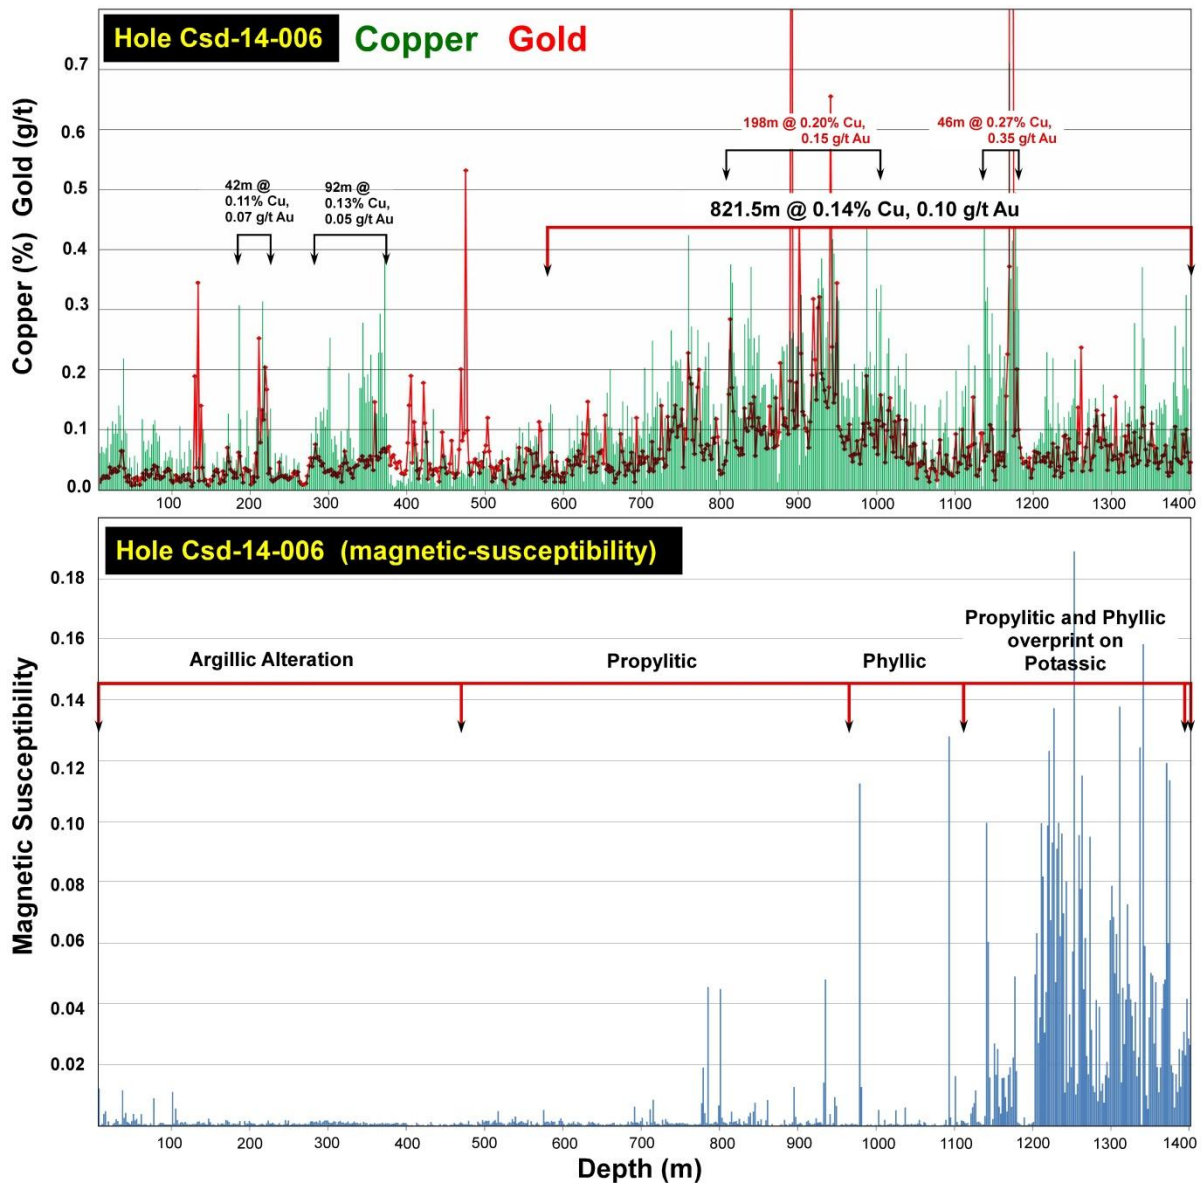 Hole Csd-14-006 Copper Gold
Copper (%) Gold (g/t)
0.7
0.6
0.5
0.4
0.3
0.2
0.1
0.0
42m @
0.11% Cu,
0.07 g/t Au
92m @
0.13% Cu,
0.05 g/t Au
198m @ 0.20% Cu,
0.15 g/t Au
46m @ 0.27% Cu,
0.35 g/t Au
821.5m @ 0.14% Cu, 0.10 g/t Au
100 200 300 400 500 600 700 800 900 1000 1100 1200 1300 1400
Hole Csd-14-006 (magnetic-susceptibility)
Magnetic Susceptibility
0.18
0.16
0.14
0.12
0.10
0.08
0.06
0.04
0.02
Argillic Alteration
Propylitic
Phyllic
Propylitic and Phyllic
overprint on
Potassic
100 200 300 400 500 600 700 800 900 1000 1100 1200 1300 1400
Depth (m)